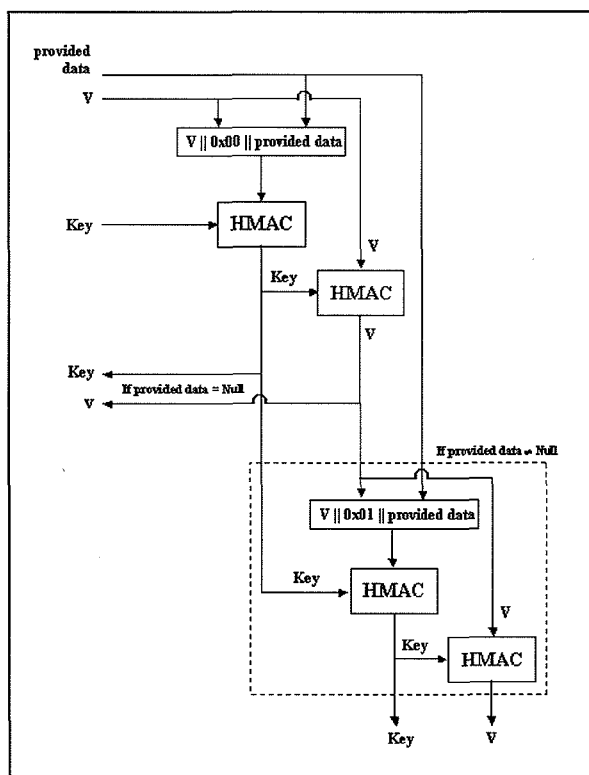 provided
data
V
V || 0x00 || provided data
Key
HMAC
V
Key
HMAC
V
Key
If provided data = Null
V
If provided data ≠ Null
V || 0x01 || provided data
Key
HMAC
V
Key
HMAC
Key
V